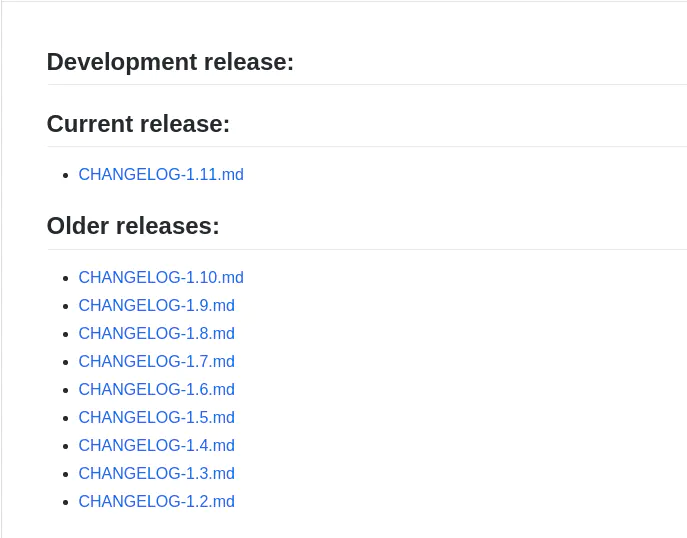 Development release:
Current release:
CHANGELOG-1.11.md
Older releases:
CHANGELOG-1.10.md
CHANGELOG-1.9.md
CHANGELOG-1.8.md
CHANGELOG-1.7.md
CHANGELOG-1.6.md
CHANGELOG-1.5.md
CHANGELOG-1.4.md
CHANGELOG-1.3.md
CHANGELOG-1.2.md